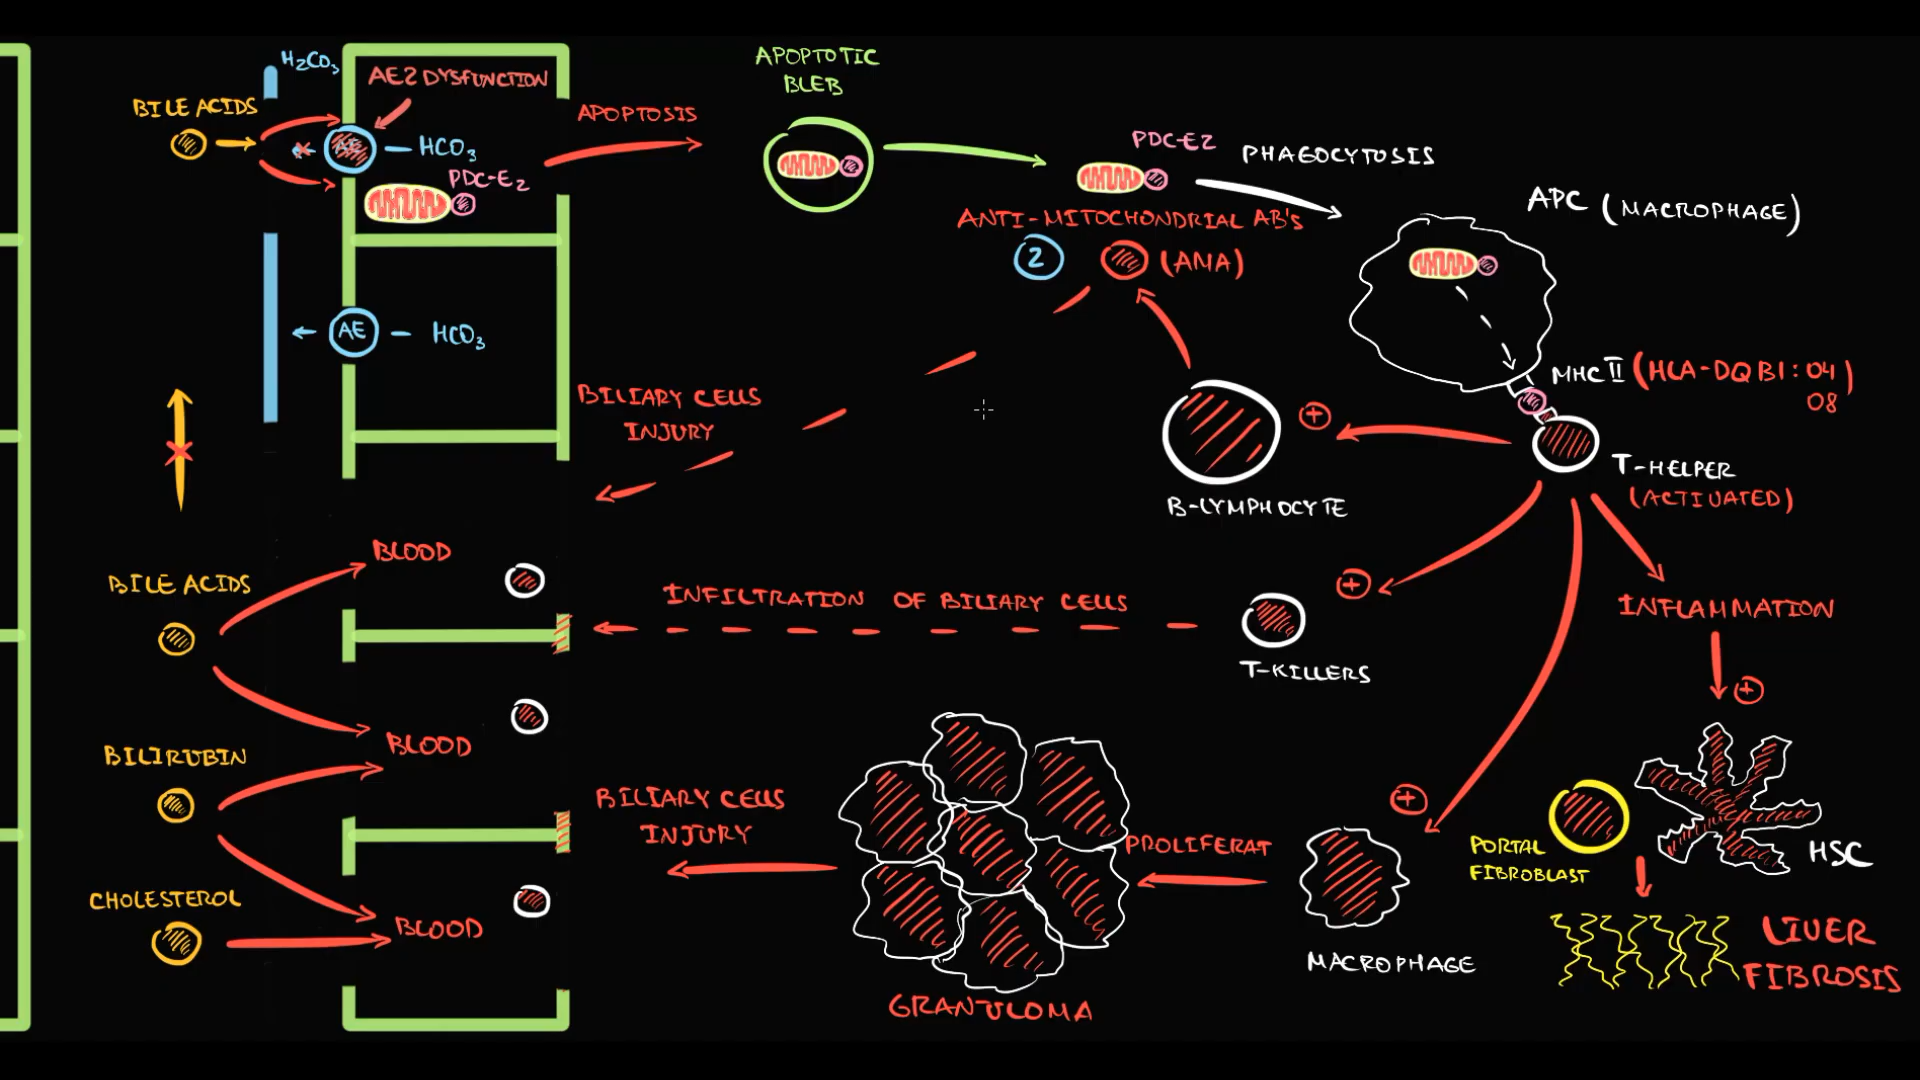 H2CO3
AE2 DYSFUNCTION
BILE ACIDS
AE
HCO3
PDC-E2
APOPTOSIS
APOPTOTIC
BLEB
PDC-E2
PHAGOCYTOSIS
APC (MACROPHAGE)
ANTI-MITOCHONDRIAL AB'S
2
(AMA)
AE
HCO3
MHC II (HLA-DQB1:04)
08
BILIARY CELLS
INJURY
B-LYMPHOCYTE
+
T-HELPER
(ACTIVATED)
BILE ACIDS
BLOOD
INFILTRATION OF BILIARY CELLS
+
T-KILLERS
INFLAMMATION
+
BILIRUBIN
BLOOD
CHOLESTEROL
BLOOD
BILIARY CELLS
INJURY
GRANULOMA
PROLIFERAT
+
MACROPHAGE
PORTAL
FIBROBLAST
HSC
LIVER
FIBROSIS